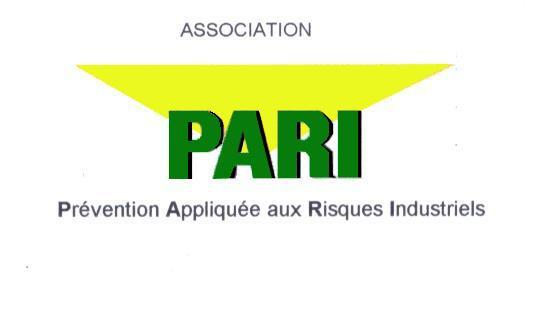 ASSOCIATION
PARI
Prévention Appliquée aux Risques Industriels